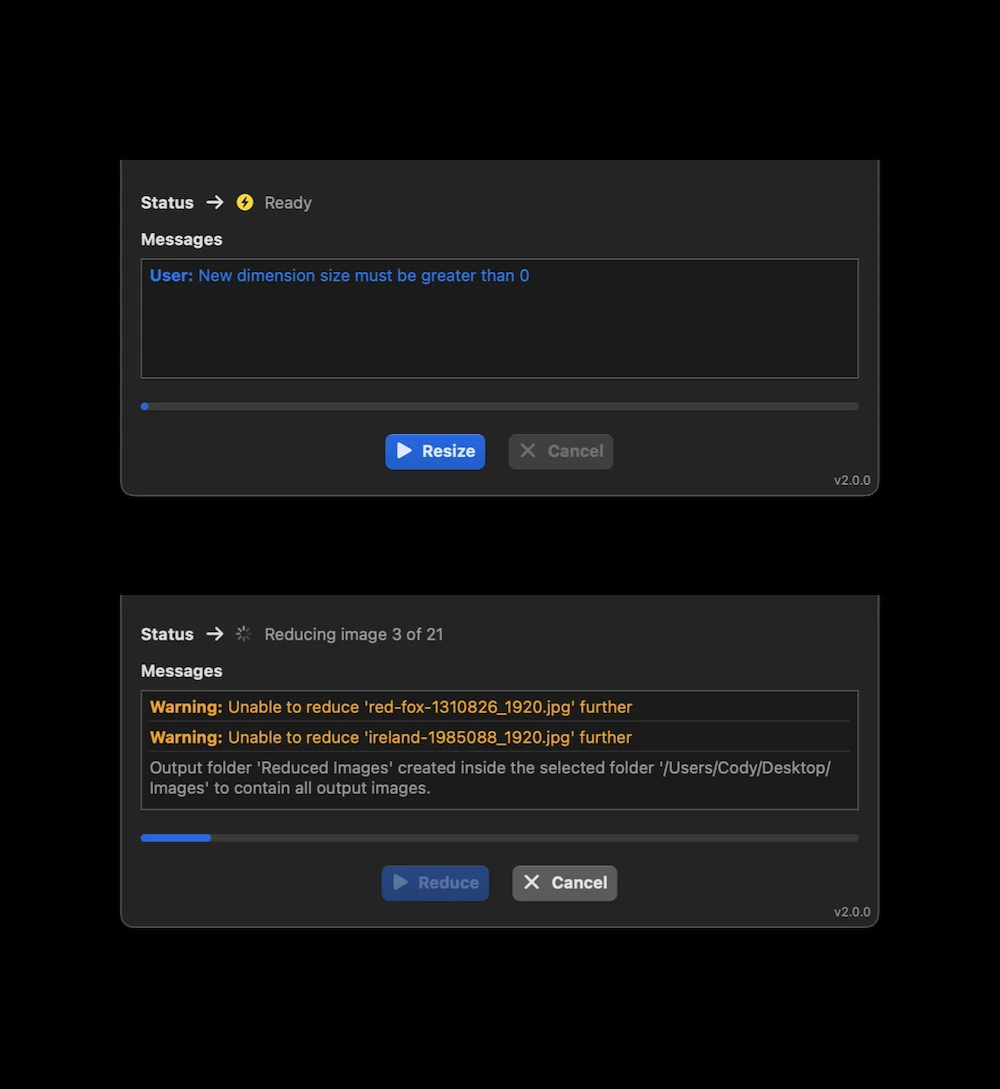 Status → Ready
Messages
User: New dimension size must be greater than 0
Resize
Cancel
v2.0.0
Status → Reducing image 3 of 21
Messages
Warning: Unable to reduce 'red-fox-1310826_1920.jpg' further
Warning: Unable to reduce 'ireland-1985088_1920.jpg' further
Output folder 'Reduced Images' created inside the selected folder '/Users/Cody/Desktop/
Images' to contain all output images.
Reduce
Cancel
v2.0.0